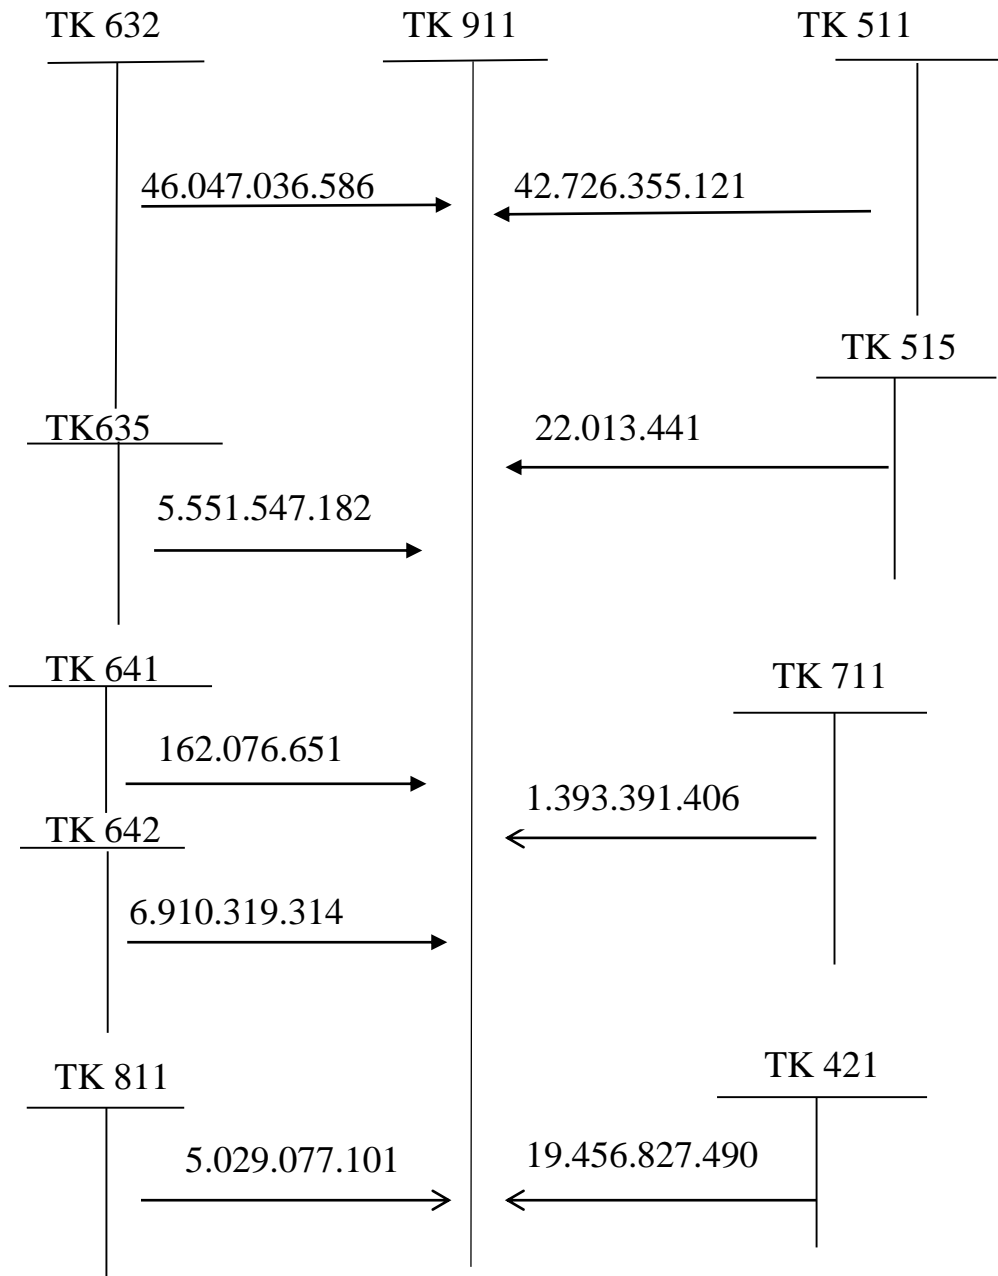 TK 632 TK 911 TK 511
46.047.036.586 42.726.355.121
TK 515
TK635 22.013.441
5.551.547.182
TK 641 TK 711
162.076.651
1.393.391.406
TK 642
6.910.319.314
TK 811 TK 421
5.029.077.101 19.456.827.490